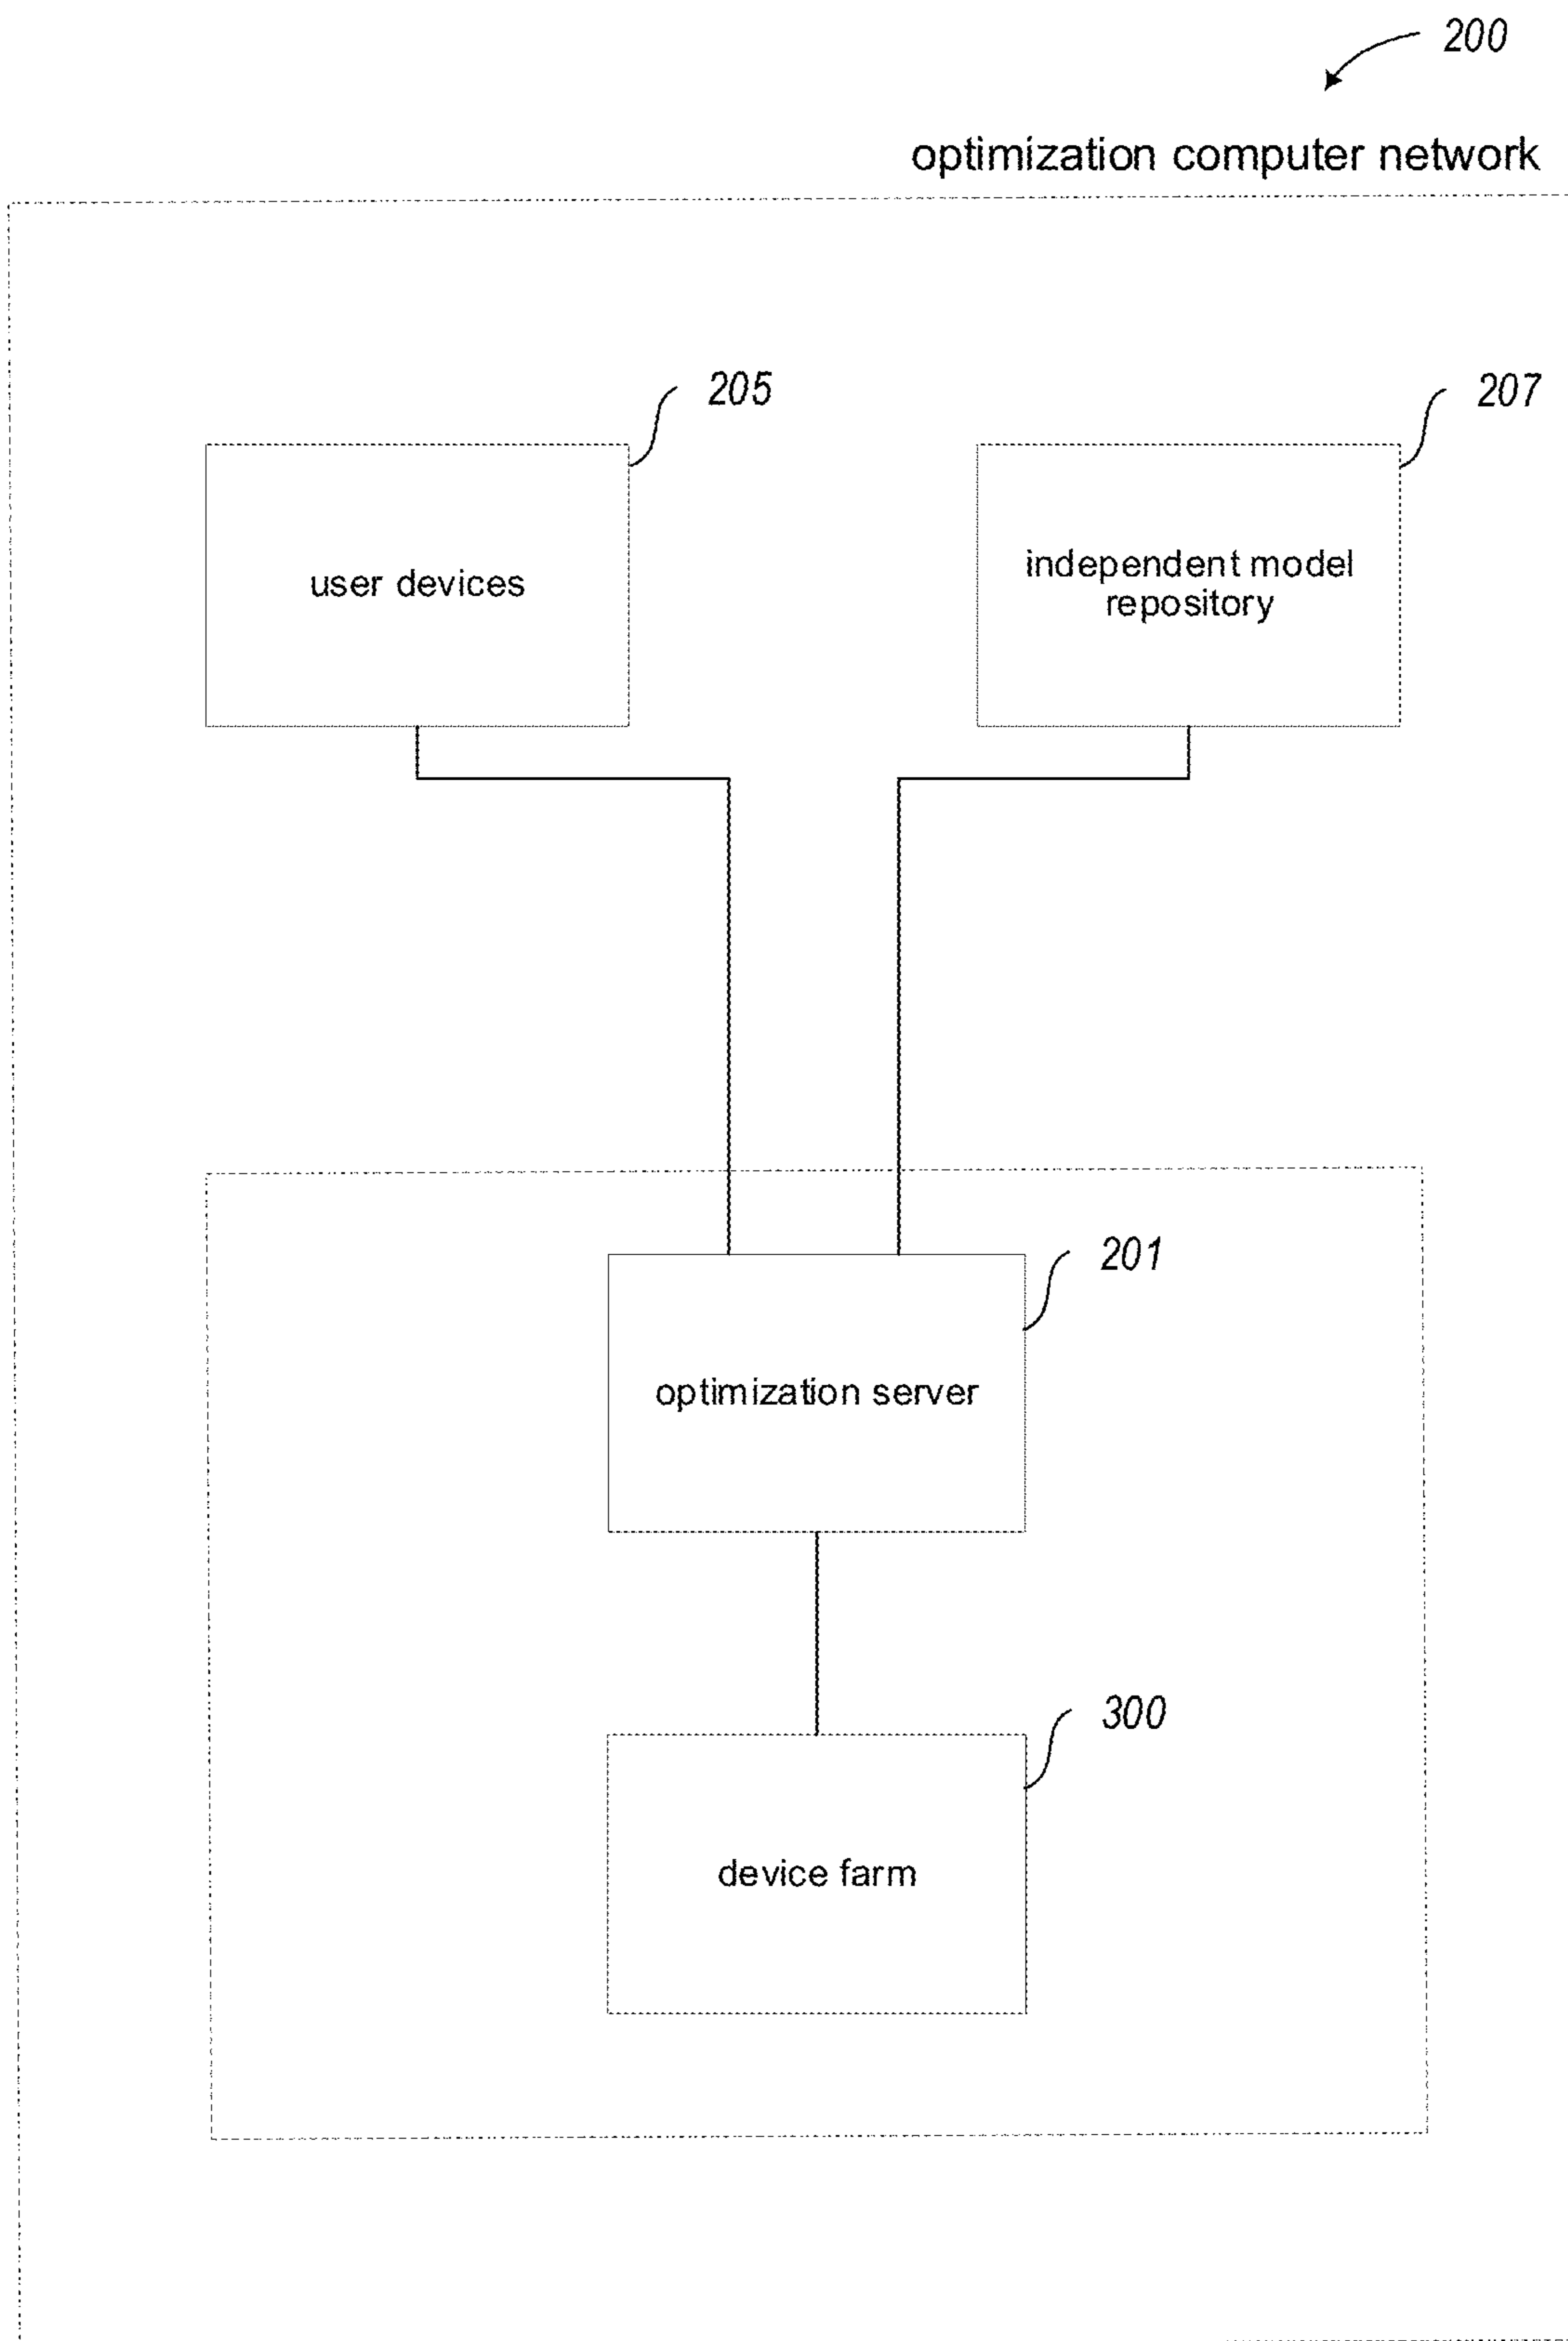 200
optimization computer network
205
207
user devices
independent model
repository
201
optimization server
300
device farm